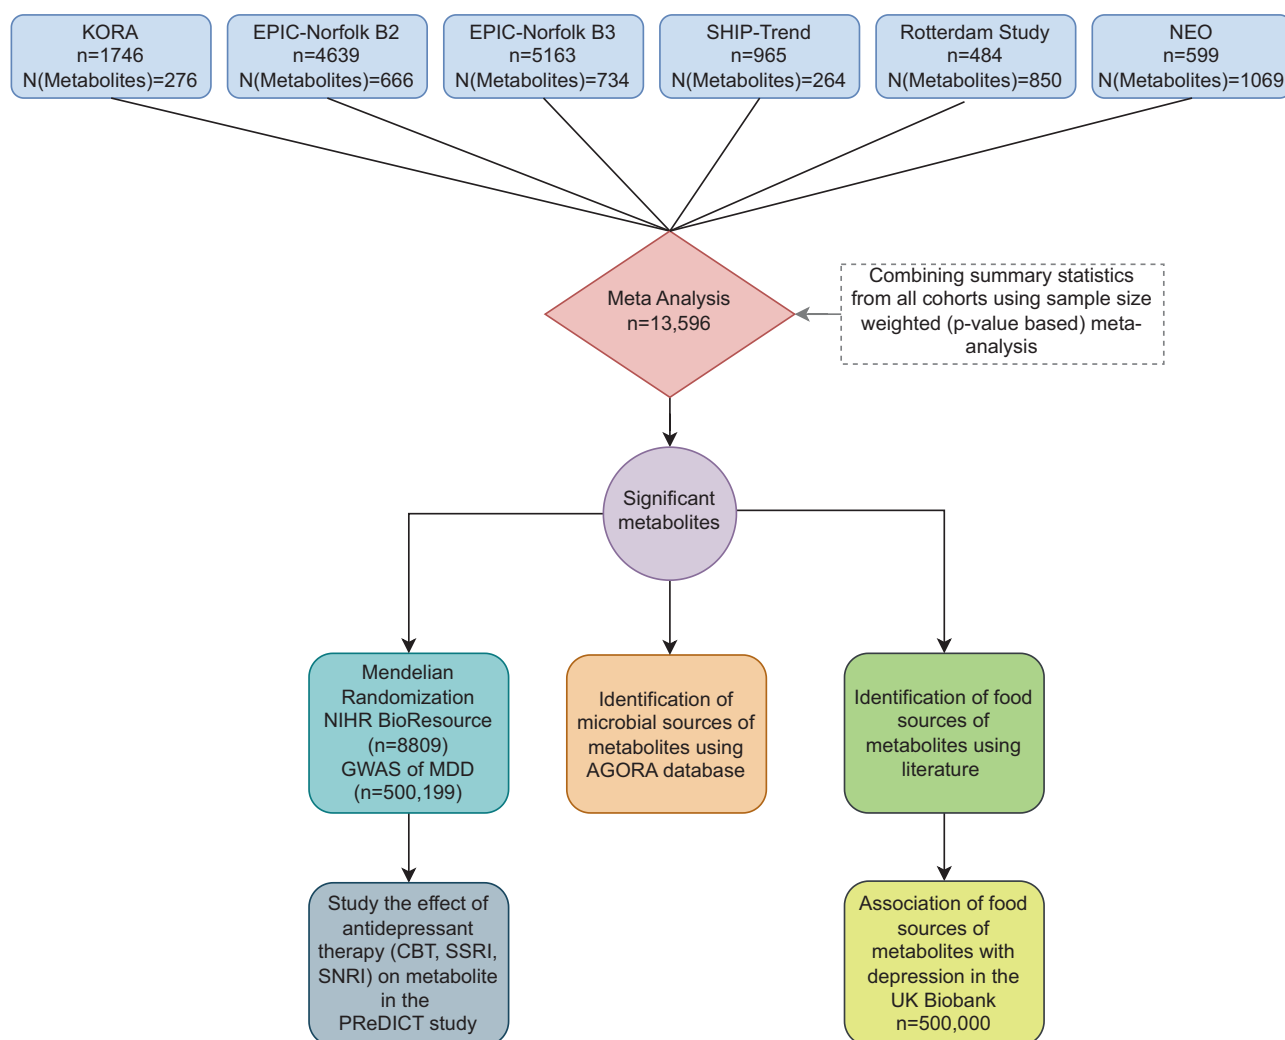 KORA
n=1746
N(Metabolites)=276
EPIC-Norfolk B2
n=4639
N(Metabolites)=666
EPIC-Norfolk B3
n=5163
N(Metabolites)=734
SHIP-Trend
n=965
N(Metabolites)=264
Rotterdam Study
n=484
N(Metabolites)=850
NEO
n=599
N(Metabolites)=1069
Meta Analysis
n=13,596
Combining summary statistics
from all cohorts using sample size
weighted (p-value based) meta-
analysis
Significant
metabolites
Mendelian
Randomization
NIHR BioResource
(n=8809)
GWAS of MDD
(n=500,199)
Identification of
microbial sources of
metabolites using
AGORA database
Identification of food
sources of
metabolites using
literature
Study the effect of
antidepressant
therapy (CBT, SSRI,
SNRI) on metabolite
in the
PReDICT study
Association of food
sources of
metabolites with
depression in the
UK Biobank
n=500,000